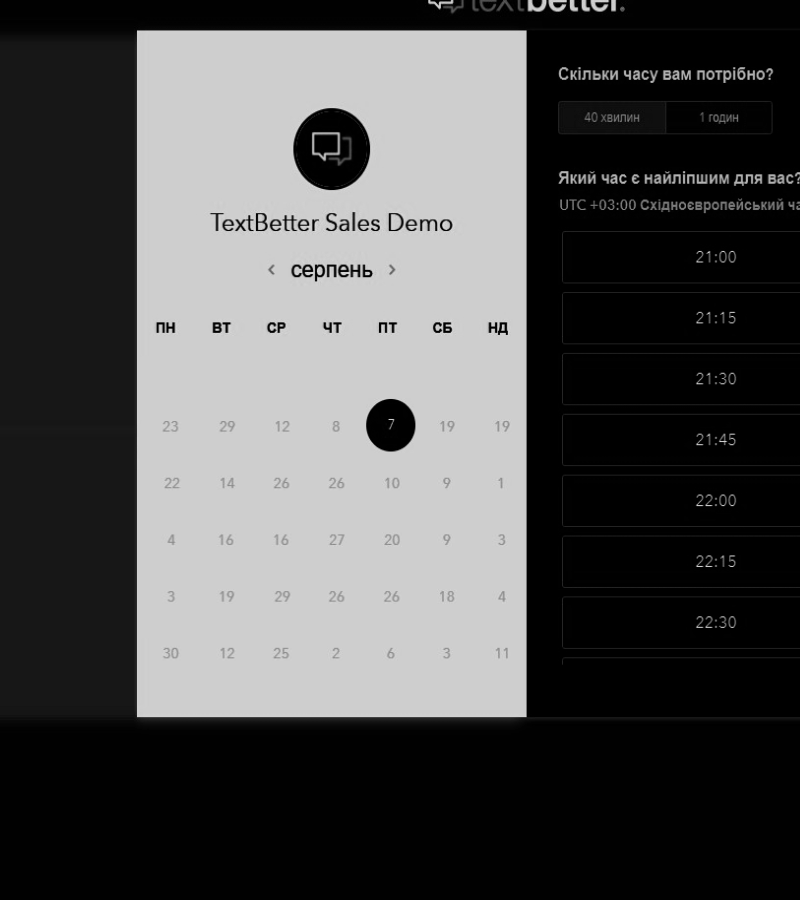 textbetter.
TextBetter Sales Demo
< серпень >
ПН ВТ СР ЧТ ПТ СБ НД
23 29 12 8 7 19 19
22 14 26 26 10 9 1
4 16 16 27 20 9 3
3 19 29 26 26 18 4
30 12 25 2 6 3 11
Скільки часу вам потрібно?
40 хвилин 1 годин
Який час є найліпшим для вас?
UTC +03:00 Східноєвропейський ча
21:00
21:15
21:30
21:45
22:00
22:15
22:30